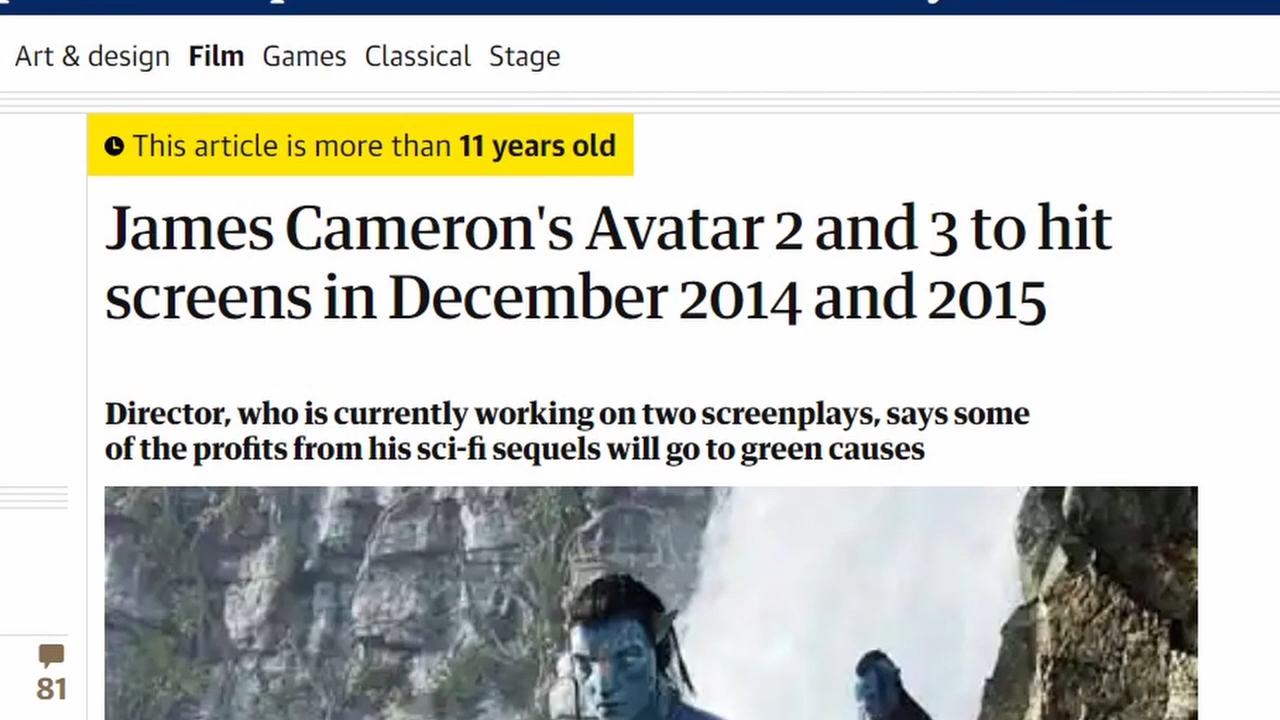 Art & design Film Games Classical Stage
This article is more than 11 years old
James Cameron's Avatar 2 and 3 to hit
screens in December 2014 and 2015
Director, who is currently working on two screenplays, says some
of the profits from his sci-fi sequels will go to green causes
81